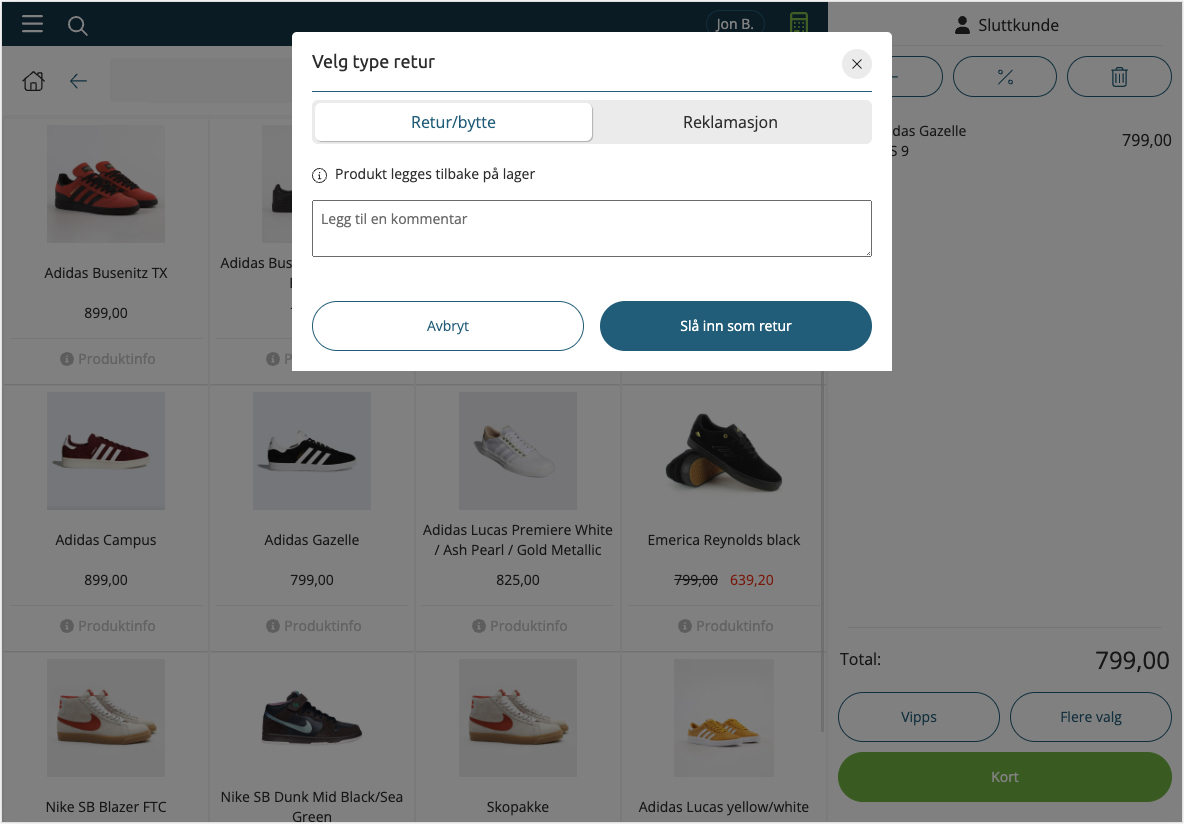 Jon B.
Sluttkunde
Velg type retur
Retur/bytte
Reklamasjon
Produkt legges tilbake på lager
Legg til en kommentar
Avbryt
Slå inn som retur
das Gazelle
S 9
799,00
Adidas Busenitz TX
Adidas Bus
899,00
Produktinfo
P
Adidas Campus
Adidas Gazelle
Adidas Lucas Premiere White
/ Ash Pearl / Gold Metallic
Emerica Reynolds black
899,00
799,00
825,00
799,00 639,20
Produktinfo
Produktinfo
Produktinfo
Produktinfo
Nike SB Blazer FTC
Nike SB Dunk Mid Black/Sea
Green
Skopakke
Adidas Lucas yellow/white
Total:
799,00
Vipps
Flere valg
Kort